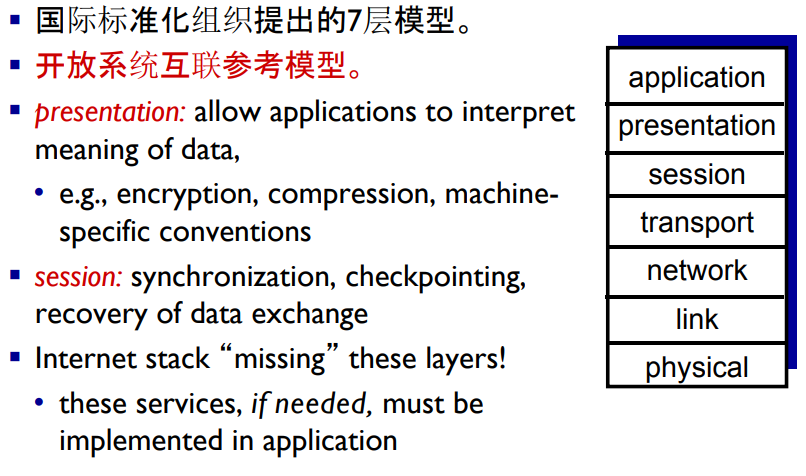 国际标准化组织提出的7层模型。
开放系统互联参考模型。
presentation: allow applications to interpret
meaning of data,
e.g., encryption, compression, machine-
specific conventions
session: synchronization, checkpointing,
recovery of data exchange
Internet stack “missing” these layers!
these services, if needed, must be
implemented in application
application
presentation
session
transport
network
link
physical